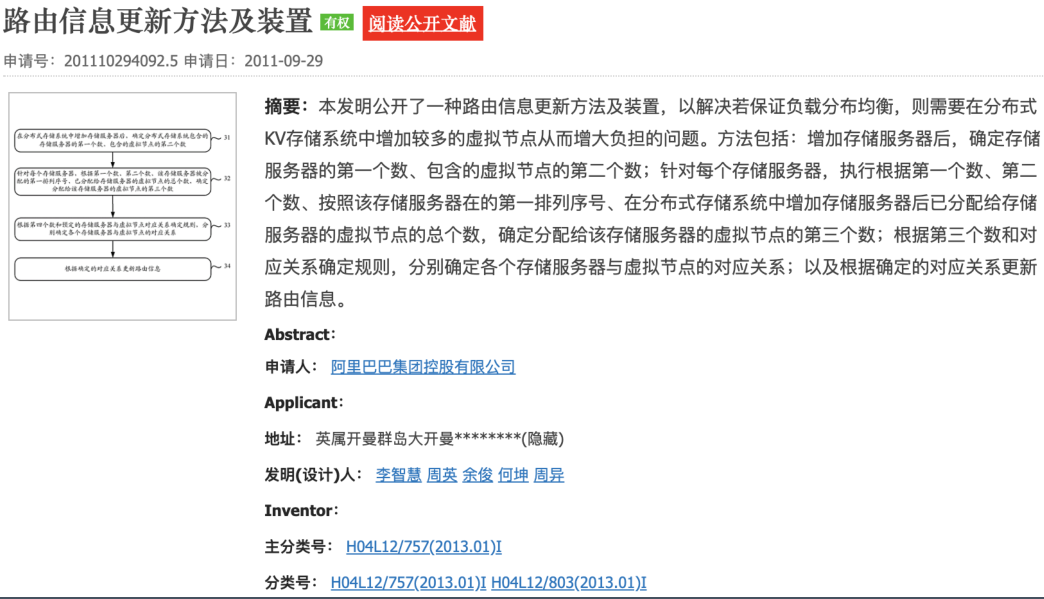 路由信息更新方法及装置 有权 阅读公开文献
申请号：201110294092.5 申请日：2011-09-29
在分布式存储系统中增加存储服务器后，确定分布式存储系统包含的
存储服务器的第一个数、包含的虚拟节点的第二个数
31
针对每个存储服务器，根据第一个数、第二个数、该存储服务器被分
配的第一排列序号、已分配给存储服务器的虚拟节点的总个数，确定
分配给该存储服务器的虚拟节点的第三个数
32
根据第四个数和预定的存储服务器与虚拟节点对应关系确定规则，分
别确定各个存储服务器与虚拟节点的对应关系
33
根据确定的对应关系更新路由信息
34
摘要：本发明公开了一种路由信息更新方法及装置，以解决若保证负载分布均衡，则需要在分布式
KV存储系统中增加较多的虚拟节点从而增大负担的问题。方法包括：增加存储服务器后，确定存储
服务器的第一个数、包含的虚拟节点的第二个数；针对每个存储服务器，执行根据第一个数、第二
个数、按照该存储服务器在的第一排列序号、在分布式存储系统中增加存储服务器后已分配给存储
服务器的虚拟节点的总个数，确定分配给该存储服务器的虚拟节点的第三个数；根据第三个数和对
应关系确定规则，分别确定各个存储服务器与虚拟节点的对应关系；以及根据确定的对应关系更新
路由信息。
Abstract:
申请人： 阿里巴巴集团控股有限公司
Applicant:
地址： 英属开曼群岛大开曼********(隐藏)
发明(设计)人： 李智慧 周英 余俊 何坤 周异
Inventor:
主分类号： H04L12/757(2013.01)I
分类号： H04L12/757(2013.01)I H04L12/803(2013.01)I